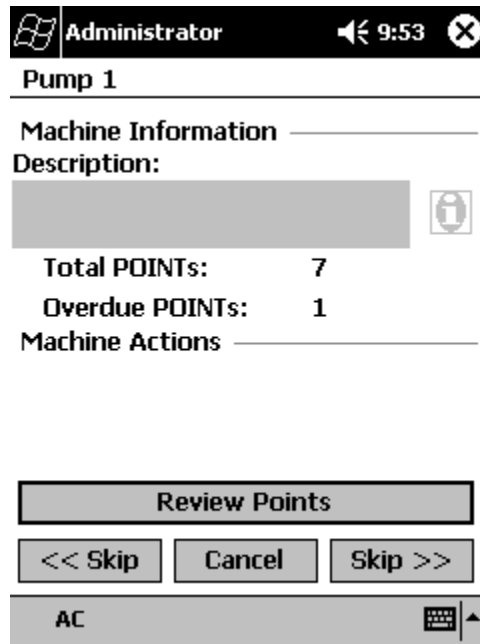 Administrator 9:53
Pump 1
Machine Information
Description:
Total POINTs: 7
Overdue POINTs: 1
Machine Actions
Review Points
<< Skip Cancel Skip >>
AC